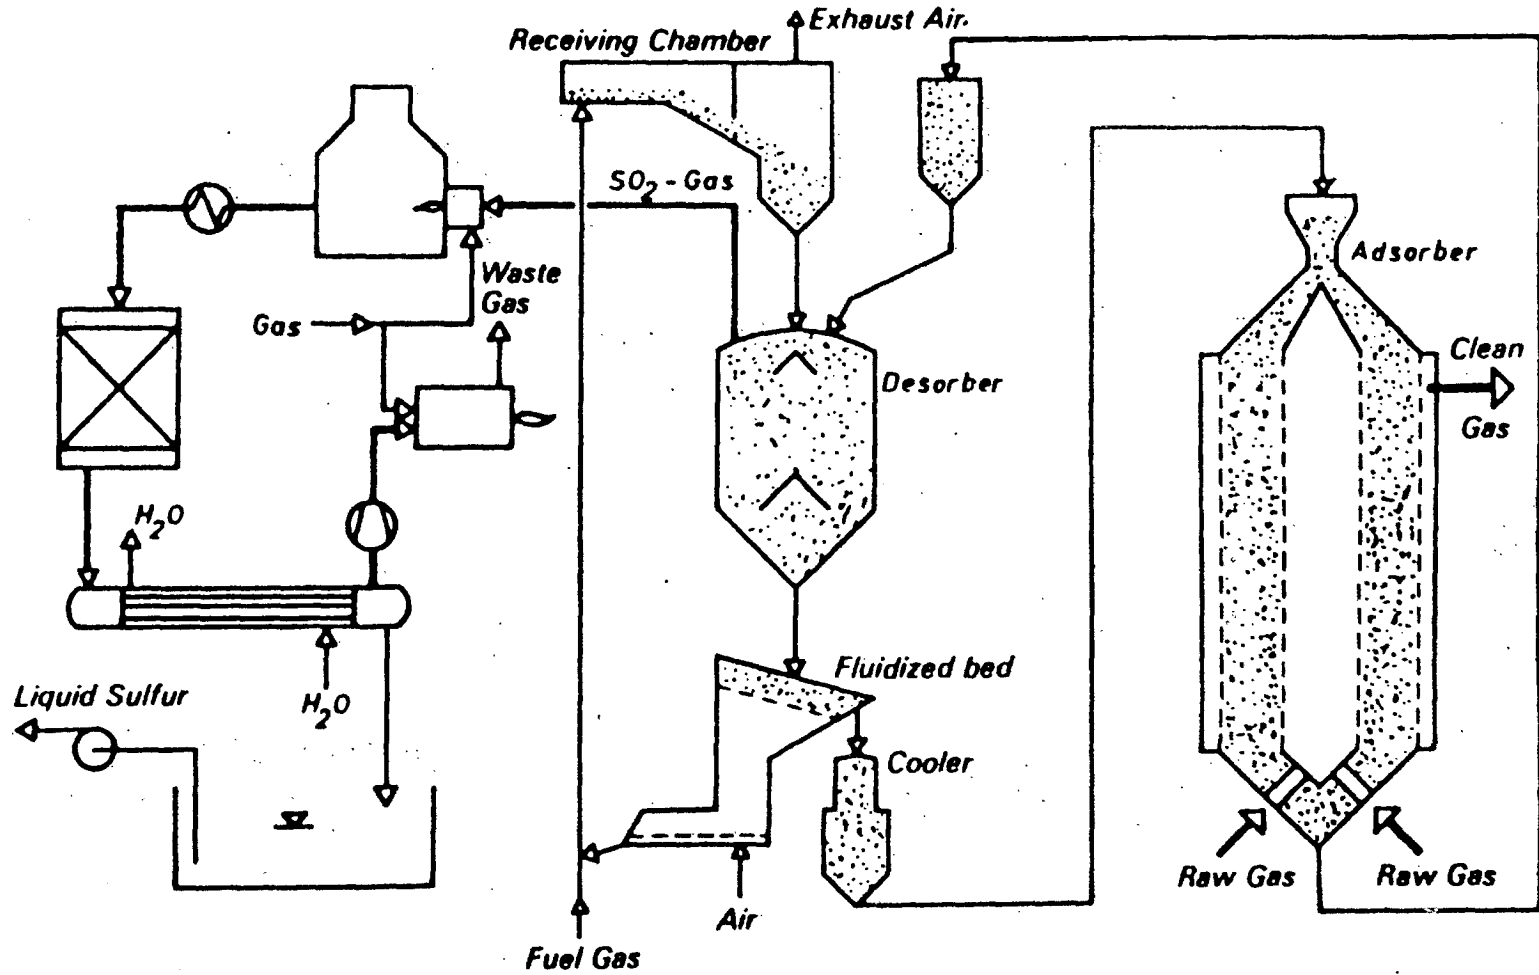 Exhaust Air.
Receiving Chamber
SO2 - Gas
Adsorber
Waste
Gas
Gas
Clean
Gas
Desorber
H2O
Fluidized bed
Liquid Sulfur
H2O
Cooler
Raw Gas
Raw Gas
Air
Fuel Gas